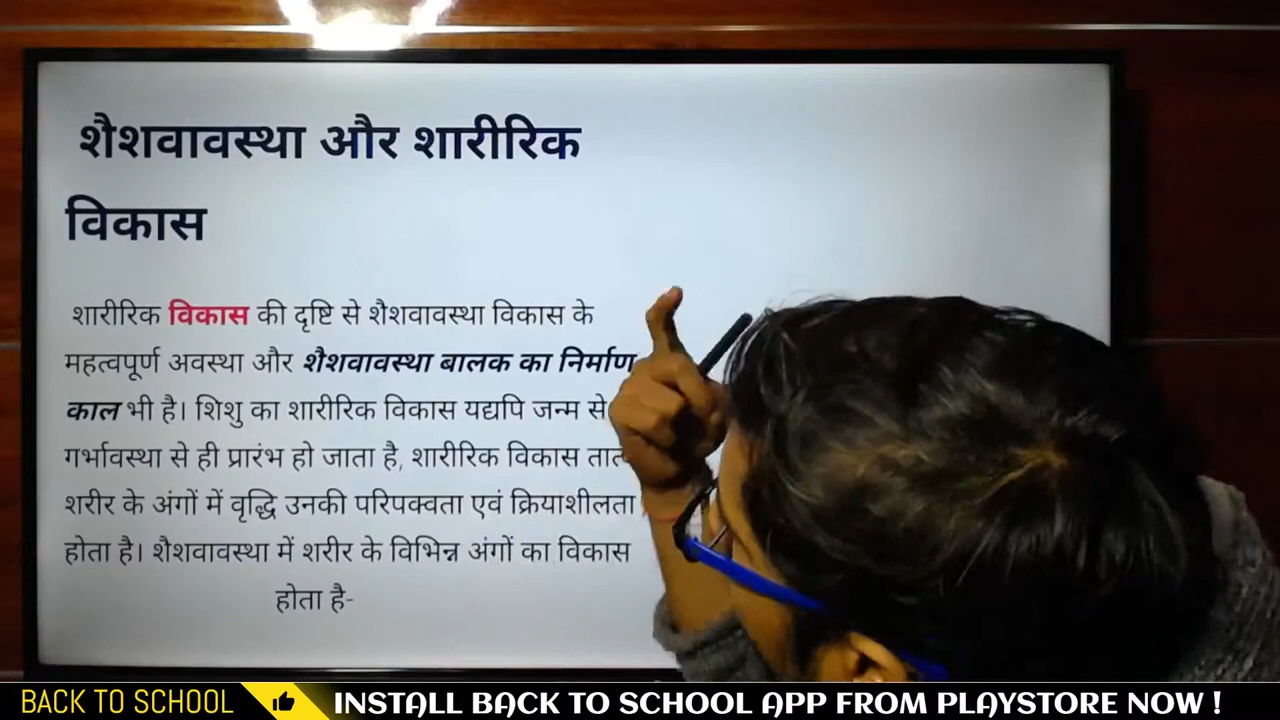 शैशवावस्था और शारीरिक
विकास
शारीरिक विकास की दृष्टि से शैशवावस्था विकास के
महत्वपूर्ण अवस्था और शैशवावस्था बालक का निर्माण
काल भी है। शिशु का शारीरिक विकास यद्यपि जन्म से
गर्भावस्था से ही प्रारंभ हो जाता है, शारीरिक विकास
शरीर के अंगों में वृद्धि उनकी परिपक्वता एवं क्रियाशीलता
होता है। शैशवावस्था में शरीर के विभिन्न अंगों का विकास
होता है-
BACK TO SCHOOL INSTALL BACK TO SCHOOL APP FROM PLAYSTORE NOW !